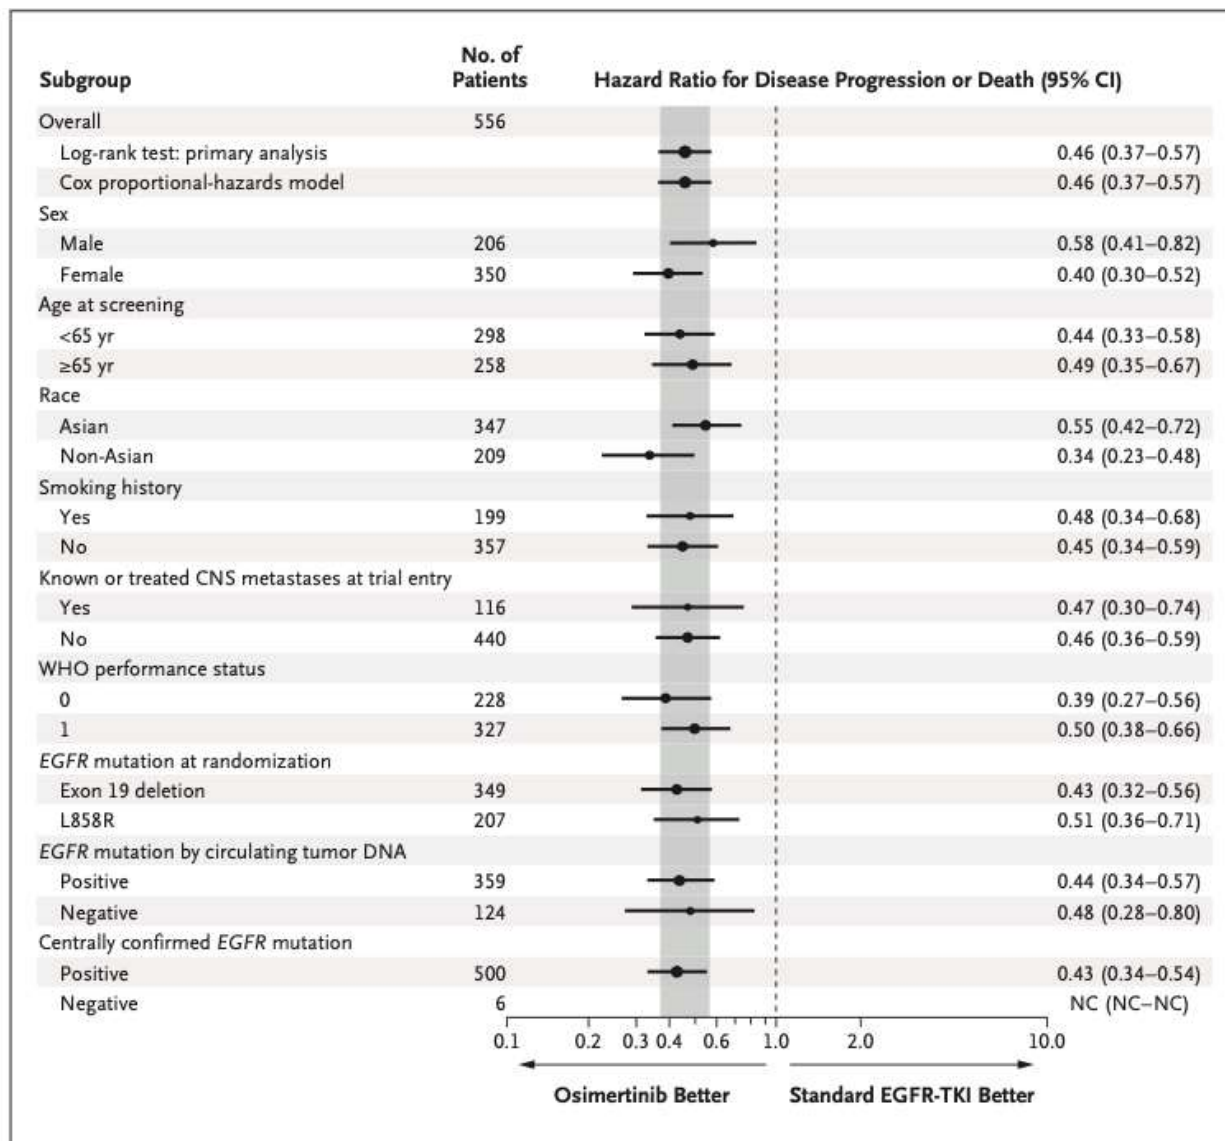 Subgroup No. of Patients Hazard Ratio for Disease Progression or Death (95% CI)
Overall 556
Log-rank test: primary analysis 0.46 (0.37–0.57)
Cox proportional-hazards model 0.46 (0.37–0.57)
Sex
Male 206 0.58 (0.41–0.82)
Female 350 0.40 (0.30–0.52)
Age at screening
<65 yr 298 0.44 (0.33–0.58)
≥65 yr 258 0.49 (0.35–0.67)
Race
Asian 347 0.55 (0.42–0.72)
Non-Asian 209 0.34 (0.23–0.48)
Smoking history
Yes 199 0.48 (0.34–0.68)
No 357 0.45 (0.34–0.59)
Known or treated CNS metastases at trial entry
Yes 116 0.47 (0.30–0.74)
No 440 0.46 (0.36–0.59)
WHO performance status
0 228 0.39 (0.27–0.56)
1 327 0.50 (0.38–0.66)
EGFR mutation at randomization
Exon 19 deletion 349 0.43 (0.32–0.56)
L858R 207 0.51 (0.36–0.71)
EGFR mutation by circulating tumor DNA
Positive 359 0.44 (0.34–0.57)
Negative 124 0.48 (0.28–0.80)
Centrally confirmed EGFR mutation
Positive 500 0.43 (0.34–0.54)
Negative 6 NC (NC–NC)
0.1 0.2 0.3 0.4 0.6 1.0 2.0 10.0
Osimertinib Better Standard EGFR-TKI Better